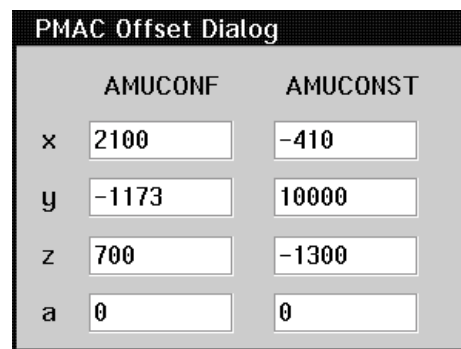 PMAC Offset Dialog
AMUCONF AMUCONST
x 2100 -410
y -1173 10000
z 700 -1300
a 0 0